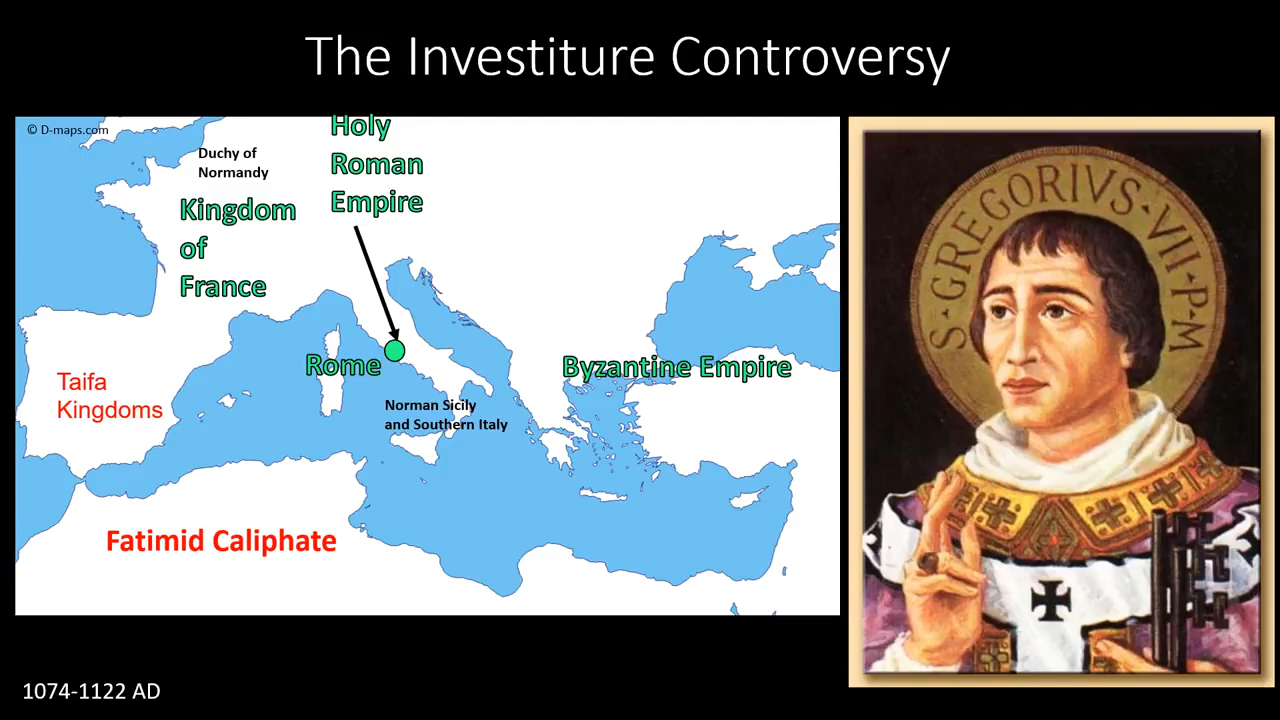 The Investiture Controversy
© D-maps.com
Duchy of
Normandy
Holy
Roman
Empire
Kingdom
of
France
Rome
Byzantine Empire
Taifa
Kingdoms
Norman Sicily
and Southern Italy
Fatimid Caliphate
S·GREGORIVS·VII·P·M
1074-1122 AD